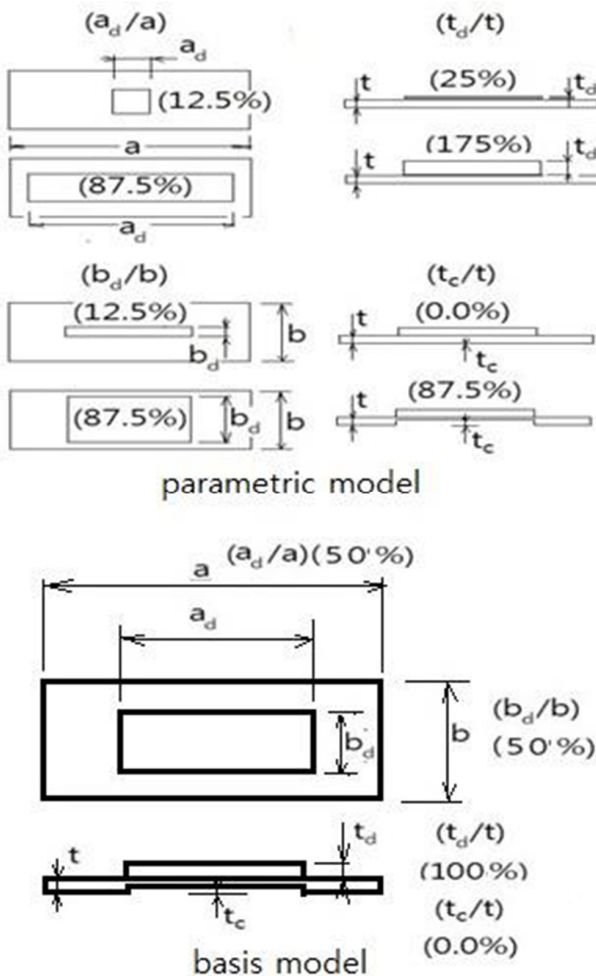 (a_d/a)
a_d
(12.5%)
a
(87.5%)
a_d
(t_d/t)
t
(25%)
t_d
t
(175%)
t_d
(b_d/b)
(12.5%)
b_d
b
(87.5%)
b_d
b
(t_c/t)
t
(0.0%)
t_c
(87.5%)
t
t_c
parametric model
a
(a_d/a)(50'%)
a_d
b_d
b
(b_d/b)
(50'%)
t
t_d
t_c
(t_d/t)
(100%)
(t_c/t)
(0.0%)
basis model